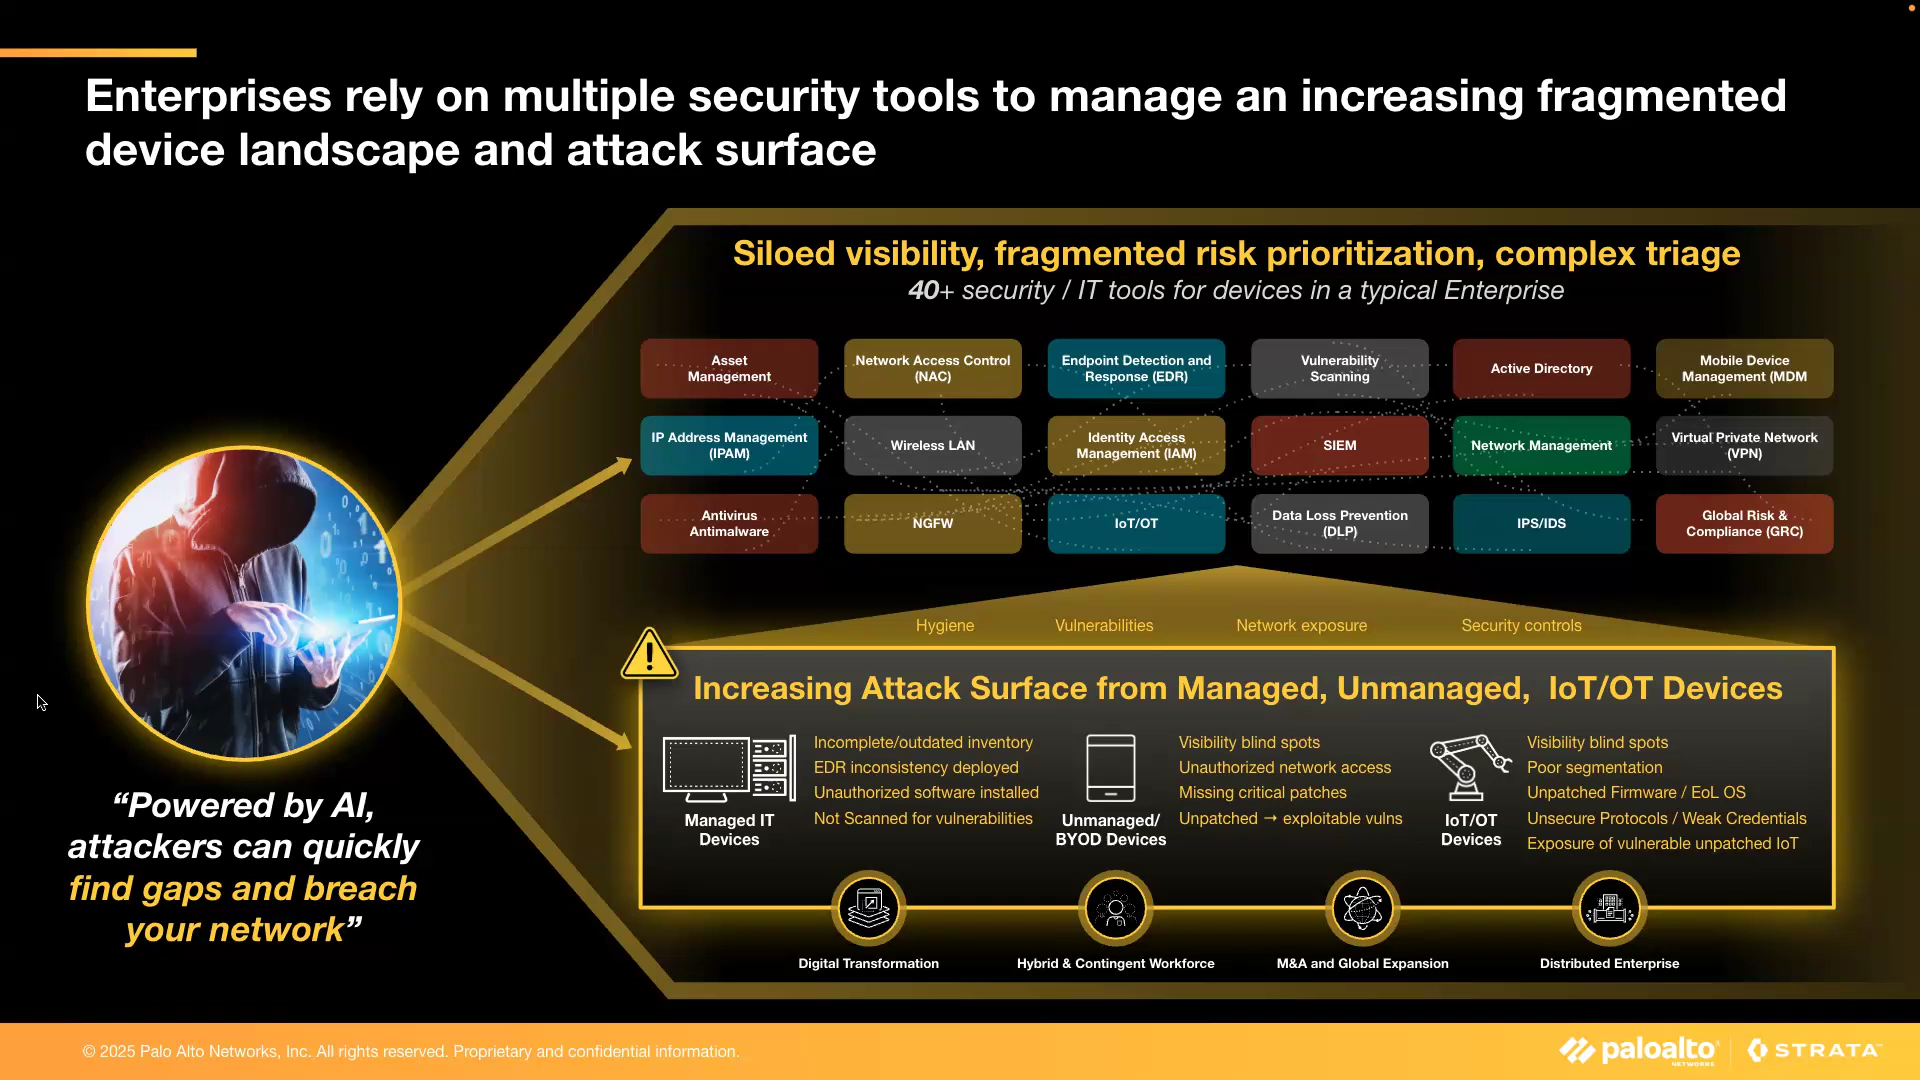 Enterprises rely on multiple security tools to manage an increasing fragmented
device landscape and attack surface
Siloed visibility, fragmented risk prioritization, complex triage
40+ security / IT tools for devices in a typical Enterprise
Asset
Management
Network Access Control
(NAC)
Endpoint Detection and
Response (EDR)
Vulnerability
Scanning
Active Directory
Mobile Device
Management (MDM
IP Address Management
(IPAM)
Wireless LAN
Identity Access
Management (IAM)
SIEM
Network Management
Virtual Private Network
(VPN)
Antivirus
Antimalware
NGFW
IoT/OT
Data Loss Prevention
(DLP)
IPS/IDS
Global Risk &
Compliance (GRC)
Hygiene
Vulnerabilities
Network exposure
Security controls
Increasing Attack Surface from Managed, Unmanaged, IoT/OT Devices
Managed IT
Devices
Incomplete/outdated inventory
EDR inconsistency deployed
Unauthorized software installed
Not Scanned for vulnerabilities
Unmanaged/
BYOD Devices
Visibility blind spots
Unauthorized network access
Missing critical patches
Unpatched → exploitable vulns
IoT/OT
Devices
Visibility blind spots
Poor segmentation
Unpatched Firmware / EoL OS
Unsecure Protocols / Weak Credentials
Exposure of vulnerable unpatched IoT
Digital Transformation
Hybrid & Contingent Workforce
M&A and Global Expansion
Distributed Enterprise
“Powered by AI,
attackers can quickly
find gaps and breach
your network”
© 2025 Palo Alto Networks, Inc. All rights reserved. Proprietary and confidential information.
paloalto
NETWORKS
STRATA™